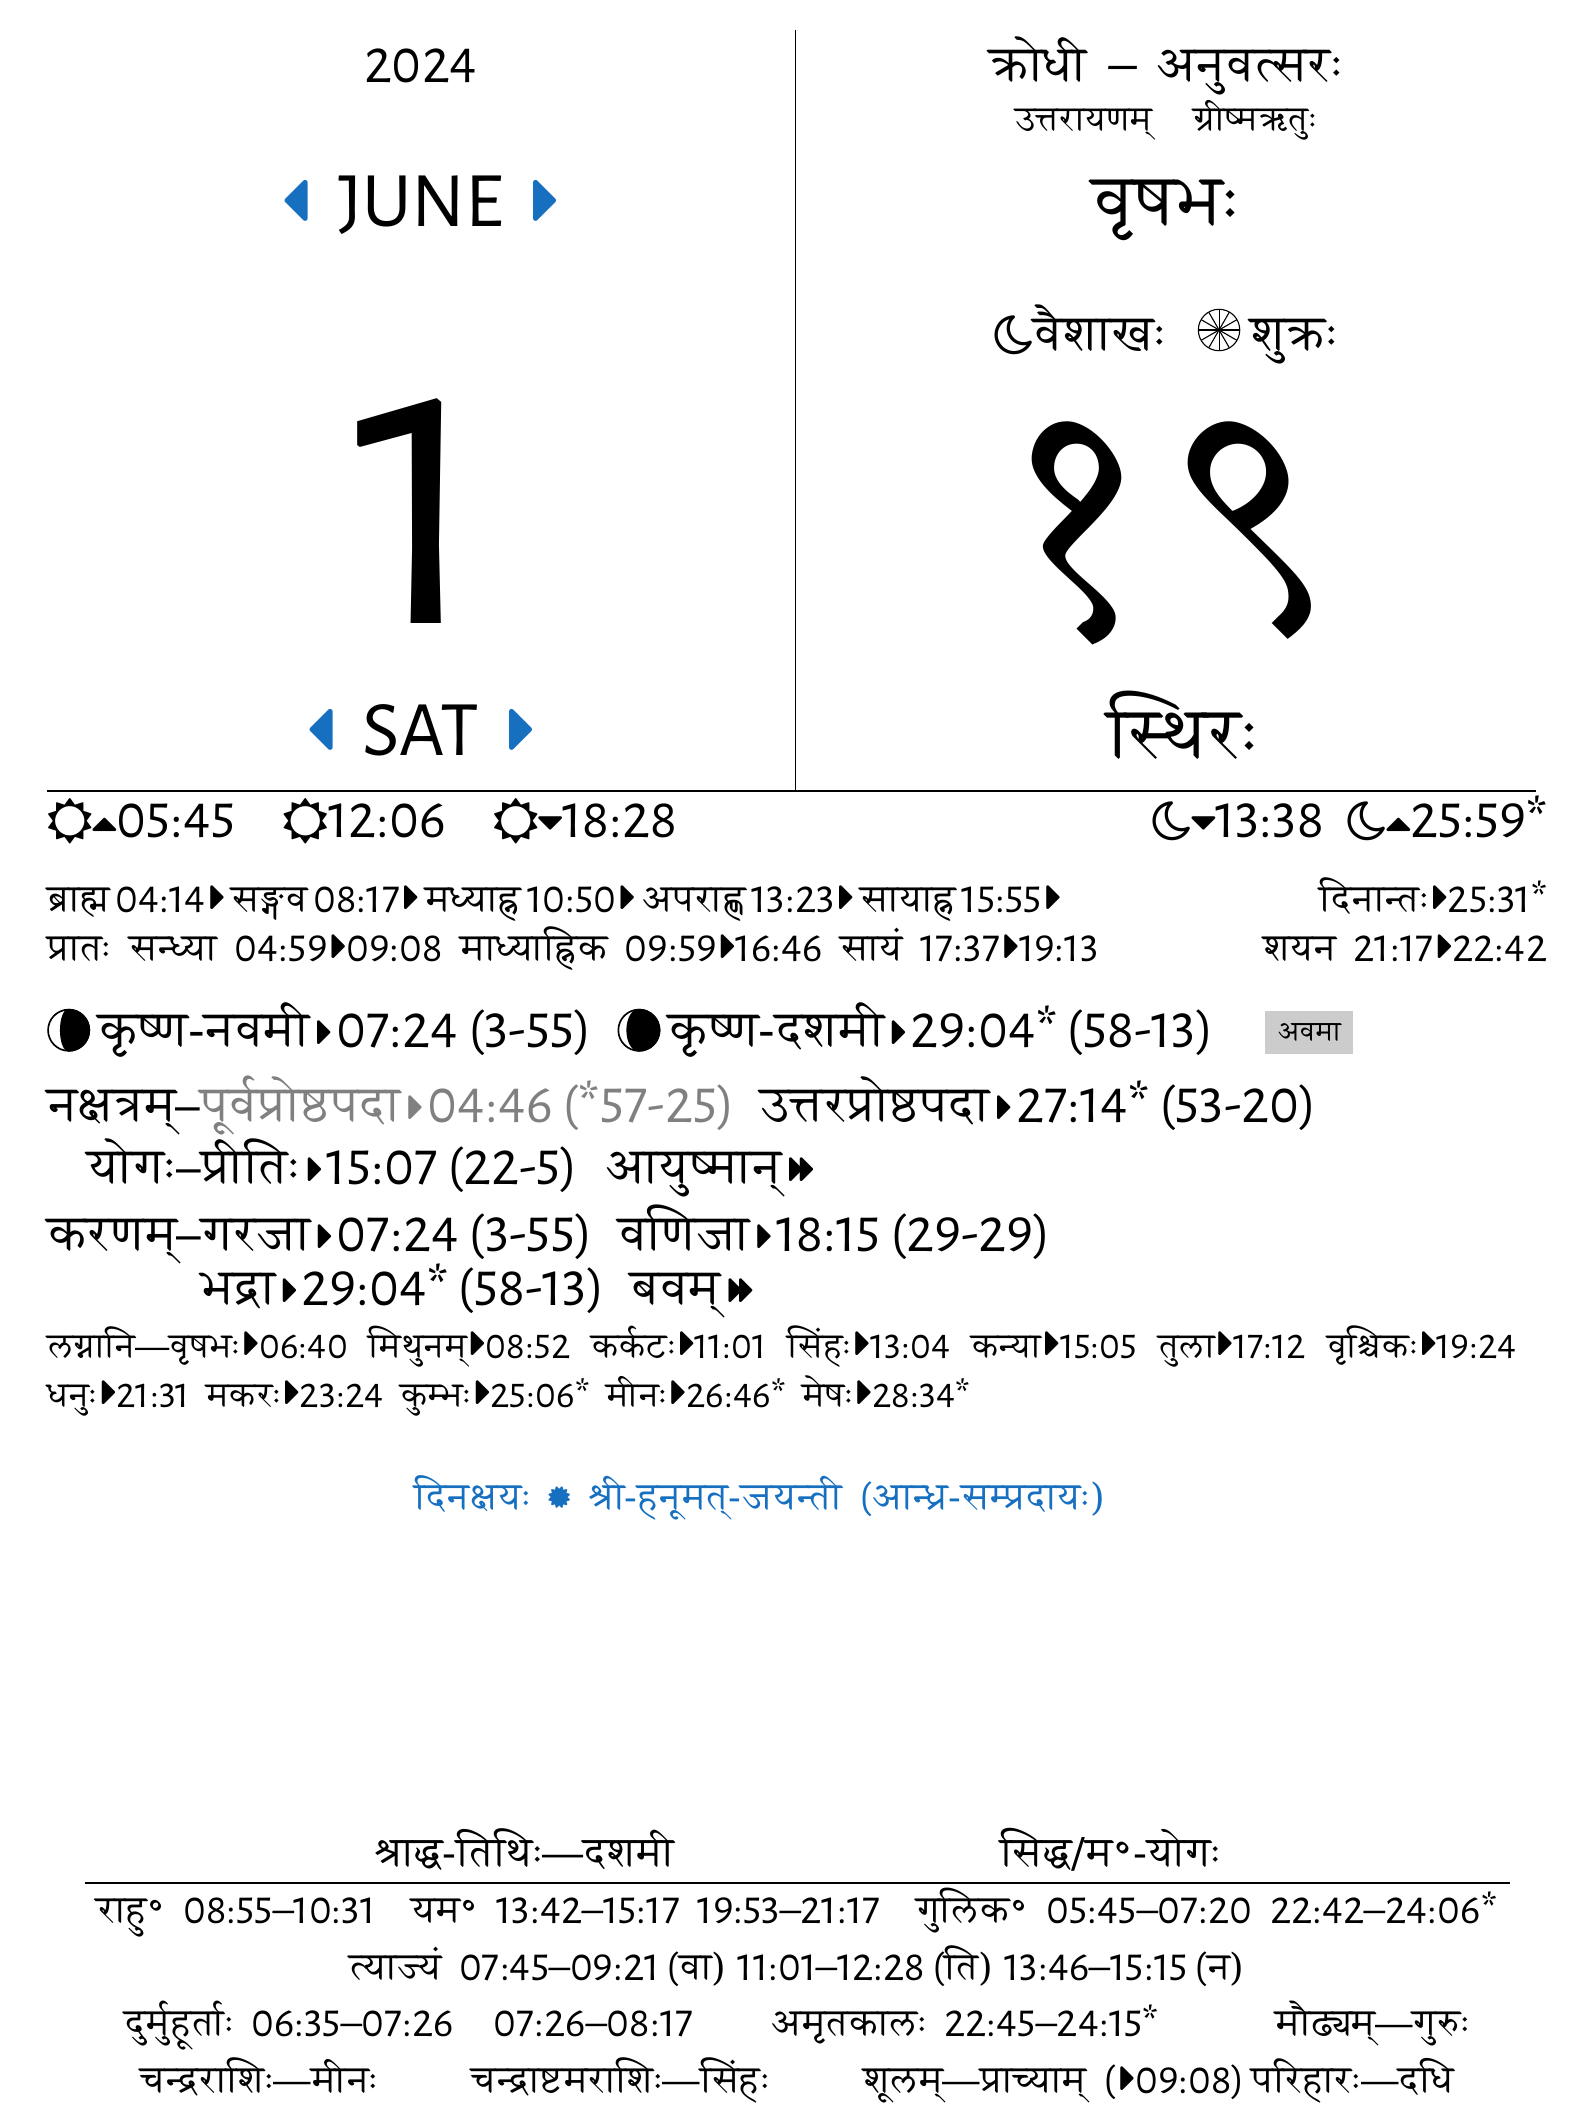 2024
JUNE
1
SAT
क्रोधी – अनुवत्सरः
उत्तरायणम् ग्रीष्मऋतुः
वृषभः
वैशाखः शुक्रः
१९
स्थिरः
05:45 12:06 18:28 13:38 25:59*
ब्राह्म 04:14 सङ्गव 08:17 मध्याह्न 10:50 अपराह्ण 13:23 सायाह्न 15:55 दिनान्तः 25:31*
प्रातः सन्ध्या 04:59 09:08 माध्याह्निक 09:59 16:46 सायं 17:37 19:13 शयन 21:17 22:42
कृष्ण-नवमी 07:24 (3-55) कृष्ण-दशमी 29:04* (58-13) अवमा
नक्षत्रम्–पूर्वप्रोष्ठपदा 04:46 (*57-25) उत्तरप्रोष्ठपदा 27:14* (53-20)
योगः–प्रीतिः 15:07 (22-5) आयुष्मान्
करणम्–गरजा 07:24 (3-55) वणिजा 18:15 (29-29)
भद्रा 29:04* (58-13) बवम्
लग्नानि—वृषभः 06:40 मिथुनम् 08:52 कर्कटः 11:01 सिंहः 13:04 कन्या 15:05 तुला 17:12 वृश्चिकः 19:24
धनुः 21:31 मकरः 23:24 कुम्भः 25:06* मीनः 26:46* मेषः 28:34*
दिनक्षयः ✹ श्री-हनूमत्-जयन्ती (आन्ध्र-सम्प्रदायः)
श्राद्ध-तिथिः—दशमी सिद्ध/म॰-योगः
राहु॰ 08:55–10:31 यम॰ 13:42–15:17 19:53–21:17 गुलिक॰ 05:45–07:20 22:42–24:06*
त्याज्यं 07:45–09:21 (वा) 11:01–12:28 (ति) 13:46–15:15 (न)
दुर्मुहूर्ताः 06:35–07:26 07:26–08:17 अमृतकालः 22:45–24:15* मौढ्यम्—गुरुः
चन्द्रराशिः—मीनः चन्द्राष्टमराशिः—सिंहः शूलम्—प्राच्याम् (09:08) परिहारः—दधि